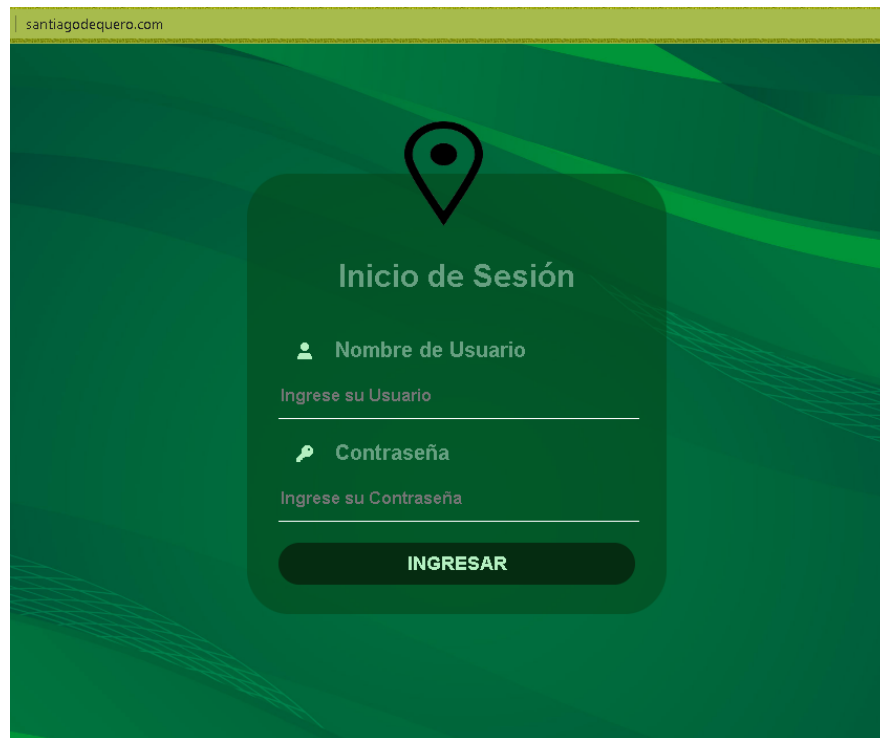 santiagodequero.com
Inicio de Sesión
Nombre de Usuario
Ingrese su Usuario
Contraseña
Ingrese su Contraseña
INGRESAR